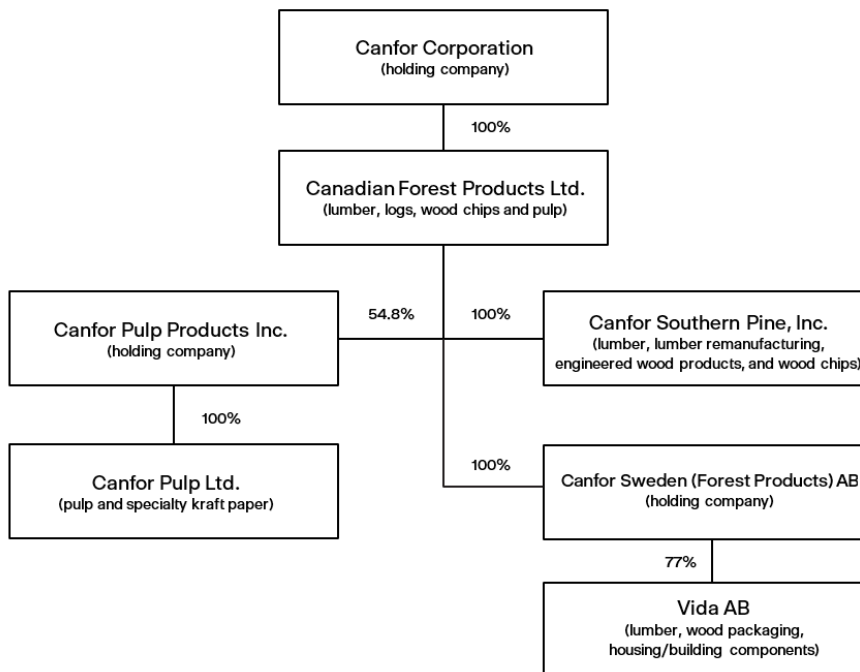 Canfor Corporation
(holding company)
100%
Canadian Forest Products Ltd.
(lumber, logs, wood chips and pulp)
54.8%
100%
Canfor Pulp Products Inc.
(holding company)
Canfor Southern Pine, Inc.
(lumber, lumber remanufacturing,
engineered wood products, and wood chips)
100%
Canfor Pulp Ltd.
(pulp and specialty kraft paper)
100%
Canfor Sweden (Forest Products) AB
(holding company)
77%
Vida AB
(lumber, wood packaging,
housing/building components)